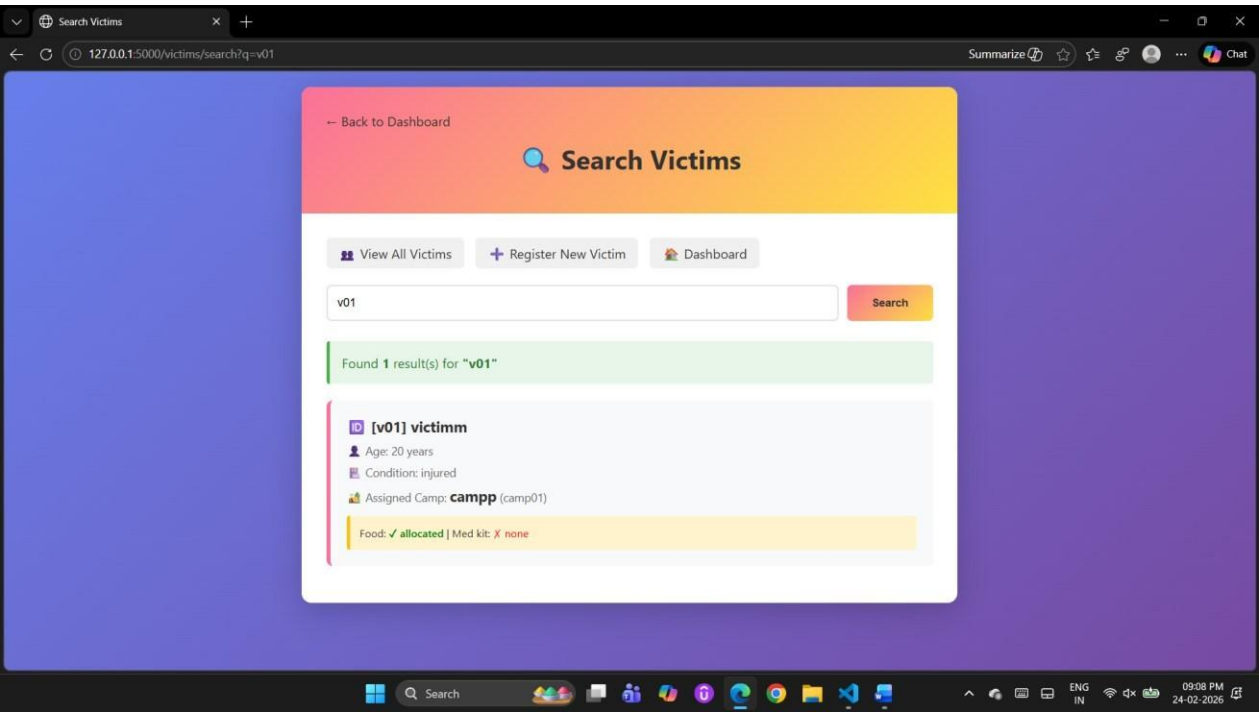 Search Victims
127.0.0.1:5000/victims/search?q=v01
Summarize
Chat
← Back to Dashboard
Search Victims
View All Victims
Register New Victim
Dashboard
v01
Search
Found 1 result(s) for "v01"
[v01] victimm
Age: 20 years
Condition: injured
Assigned Camp: campp (camp01)
Food: ✓ allocated | Med kit: ✗ none
Search
ENG
IN
09:08 PM
24-02-2026